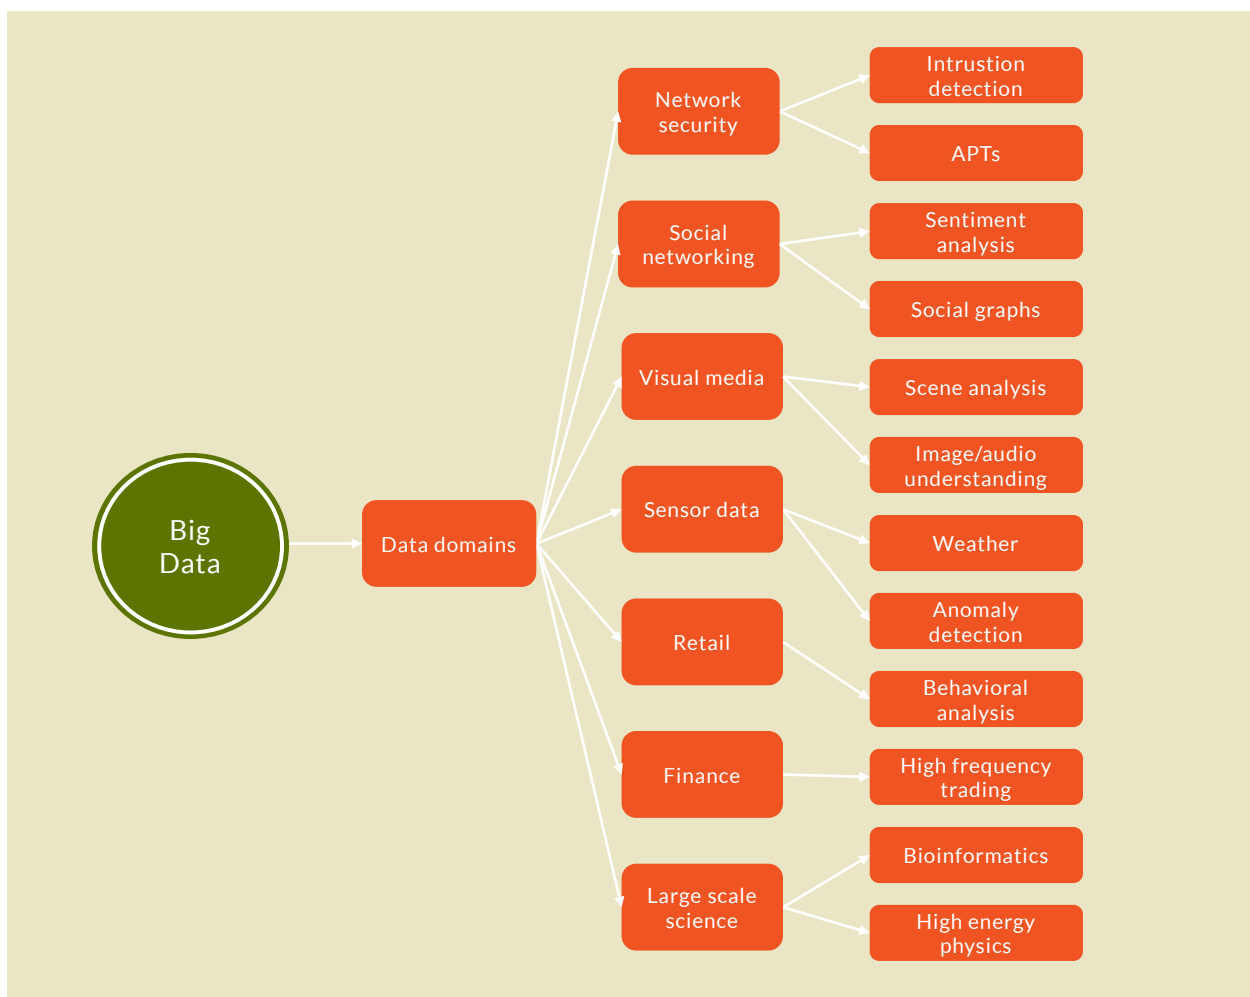 Big
Data
Data domains
Network
security
Social
networking
Visual media
Sensor data
Retail
Finance
Large scale
science
Intrustion
detection
APTs
Sentiment
analysis
Social graphs
Scene analysis
Image/audio
understanding
Weather
Anomaly
detection
Behavioral
analysis
High frequency
trading
Bioinformatics
High energy
physics